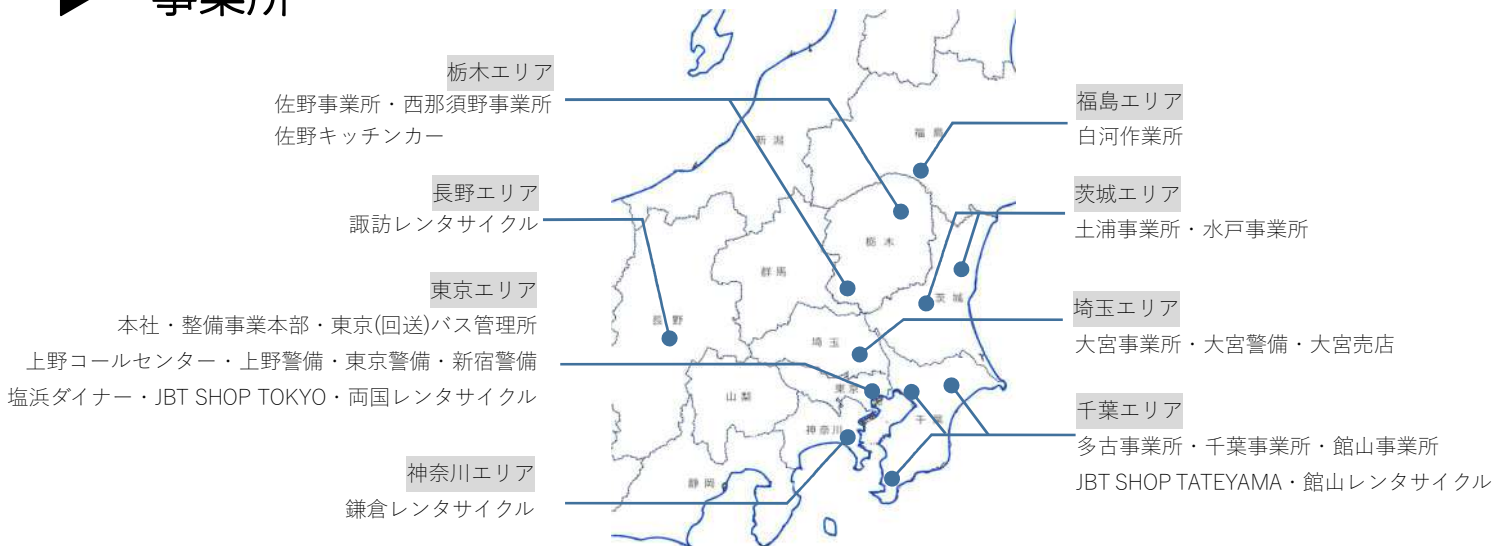 事業所
栃木エリア
佐野事業所・西那須野事業所
佐野キッチンカー
長野エリア
諏訪レンタサイクル
東京エリア
本社・整備事業本部・東京(回送)バス管理所
上野コールセンター・上野警備・東京警備・新宿警備
塩浜ダイナー・JBT SHOP TOKYO・両国レンタサイクル
神奈川エリア
鎌倉レンタサイクル
新潟
福島
栃木
群馬
茨城
長野
埼玉
東京
山梨
神奈川
千葉
静岡
福島エリア
白河作業所
茨城エリア
土浦事業所・水戸事業所
埼玉エリア
大宮事業所・大宮警備・大宮売店
千葉エリア
多古事業所・千葉事業所・館山事業所
JBT SHOP TATEYAMA・館山レンタサイクル